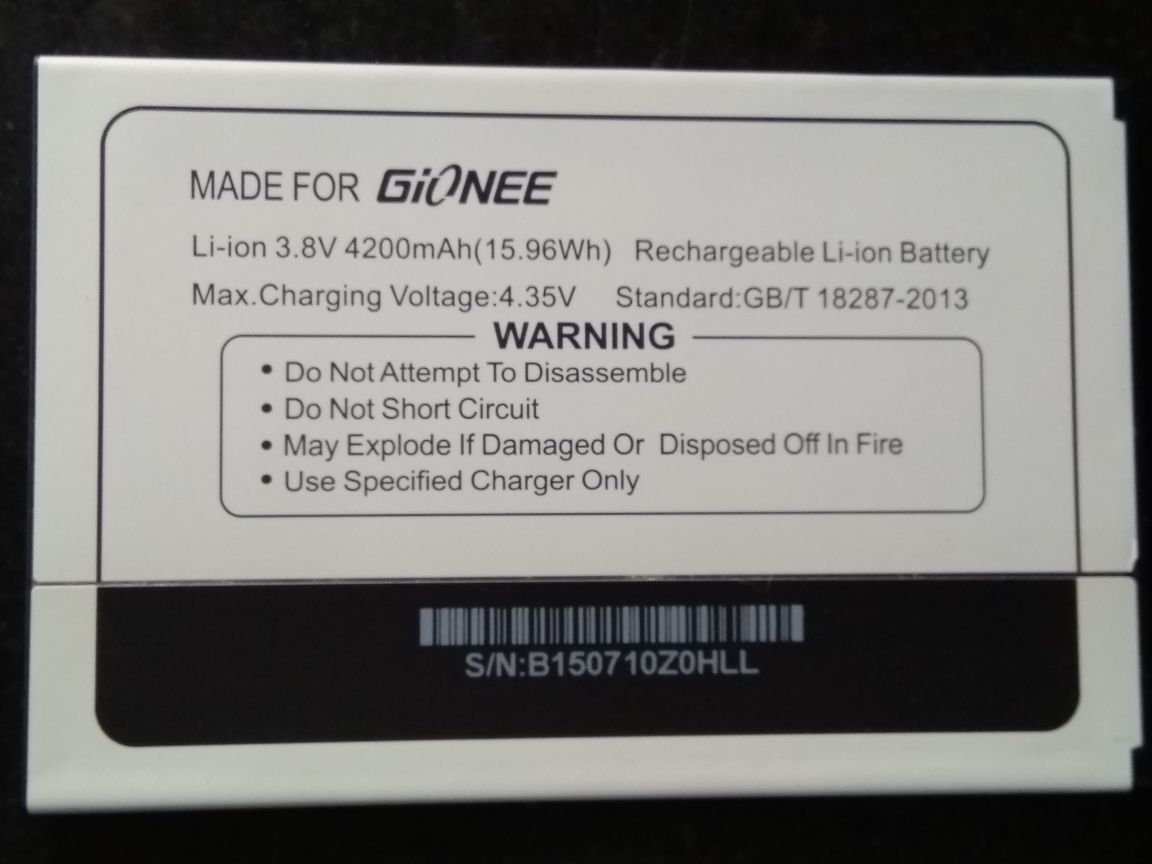 MADE FOR GiONEE
Li-ion 3.8V 4200mAh(15.96Wh) Rechargeable Li-ion Battery
Max.Charging Voltage:4.35V Standard:GB/T 18287-2013
WARNING
• Do Not Attempt To Disassemble
• Do Not Short Circuit
• May Explode If Damaged Or Disposed Off In Fire
• Use Specified Charger Only
S/N:B150710Z0HLL